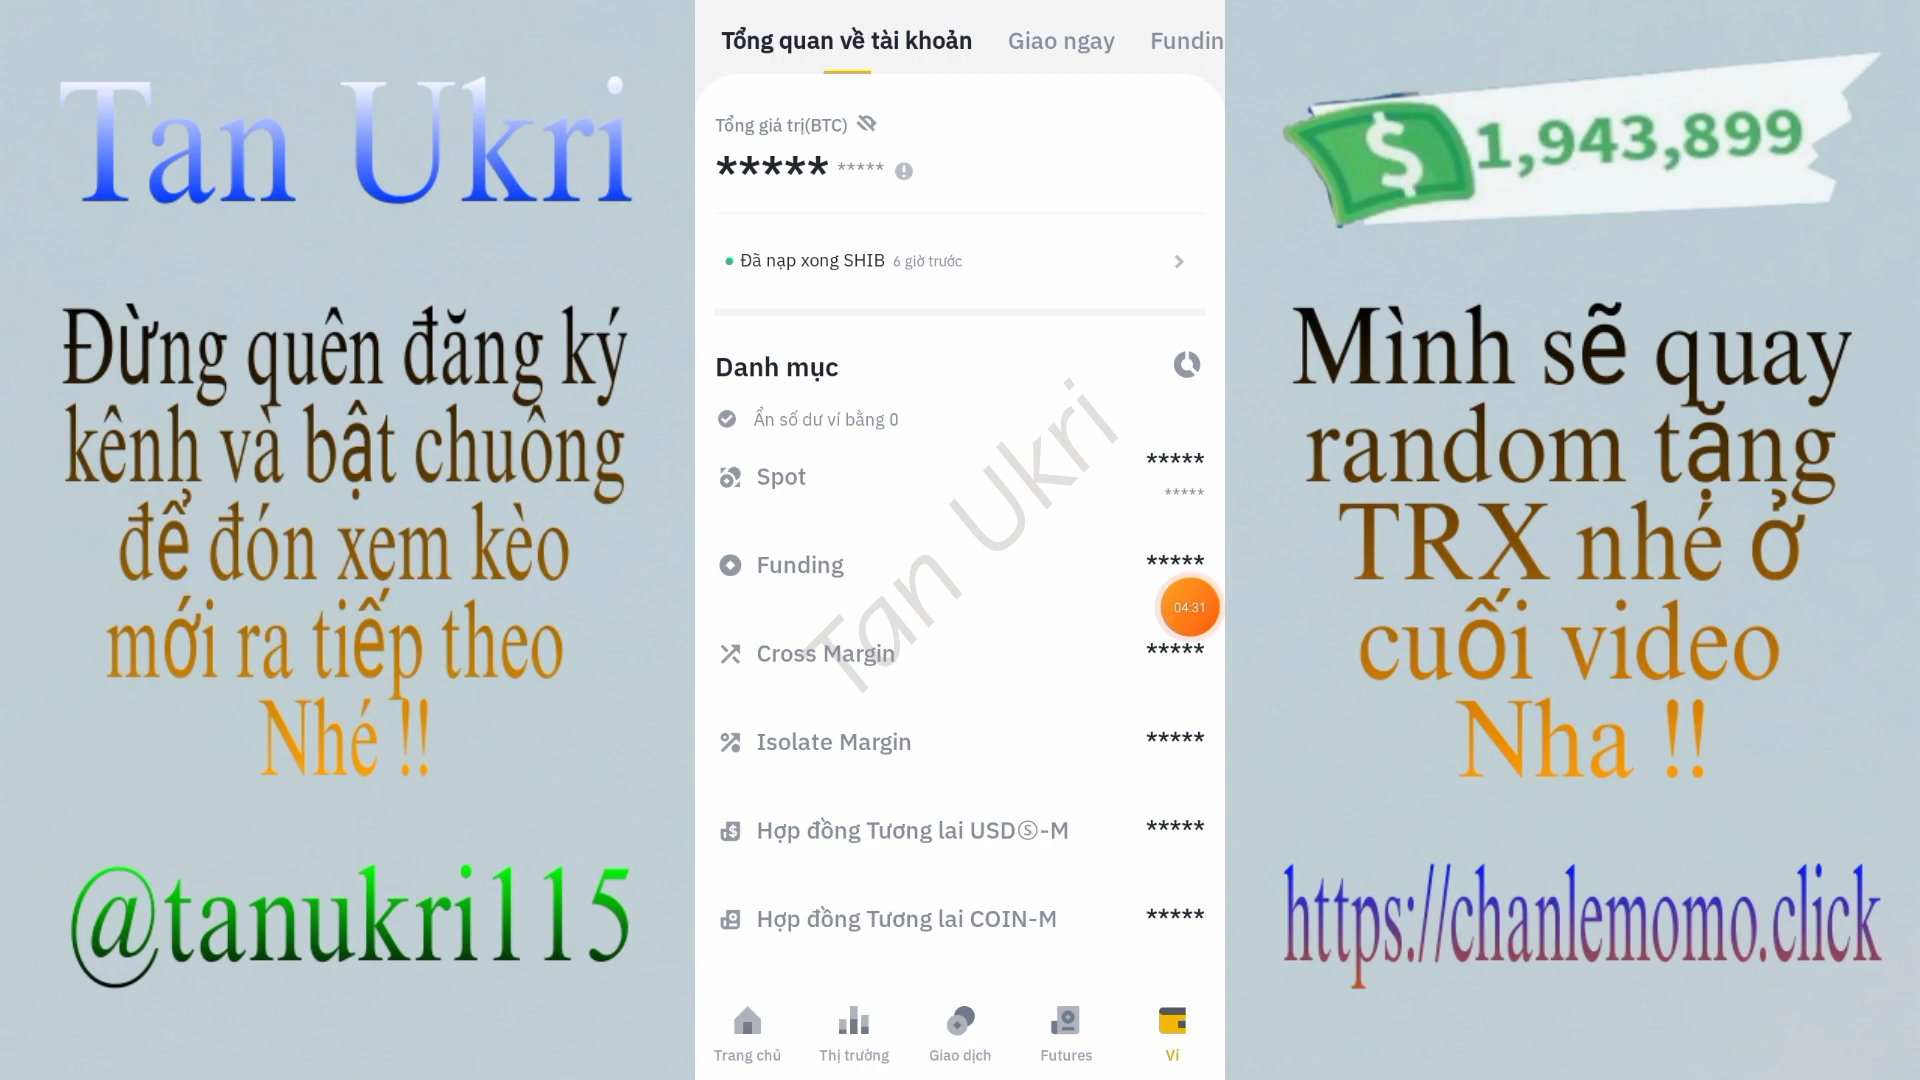 Tan Ukri
Đừng quên đăng ký
kênh và bật chuông
để đón xem kèo
mới ra tiếp theo
Nhé !!
@tanukri115
Tổng quan về tài khoản Giao ngay Fundin
Tổng giá trị(BTC)
***** *****
Đã nạp xong SHIB 6 giờ trước
Danh mục
Ẩn số dư ví bằng 0
Spot *****
*****
Funding *****
04:31
Cross Margin *****
Isolate Margin *****
Hợp đồng Tương lai USDⓈ-M *****
Hợp đồng Tương lai COIN-M *****
Tan Ukri
Trang chủ Thị trường Giao dịch Futures Ví
$ 1,943,899
Mình sẽ quay
random tặng
TRX nhé ở
cuối video
Nha !!
https://chanlemomo.click